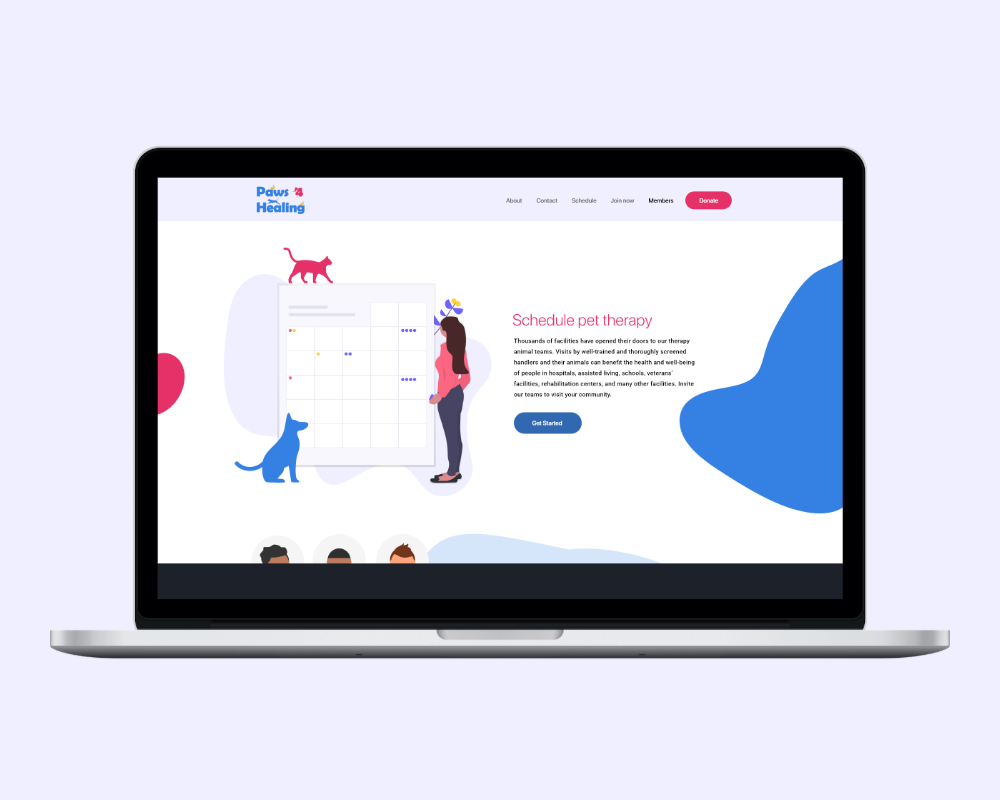 Paws 4
Healing
About
Contact
Schedule
Join now
Members
Donate
Schedule pet therapy
Thousands of facilities have opened their doors to our therapy
animal teams. Visits by well-trained and thoroughly screened
handlers and their animals can benefit the health and well-being
of people in hospitals, assisted living, schools, veterans'
facilities, rehabilitation centers, and many other facilities. Invite
our teams to visit your community.
Get Started